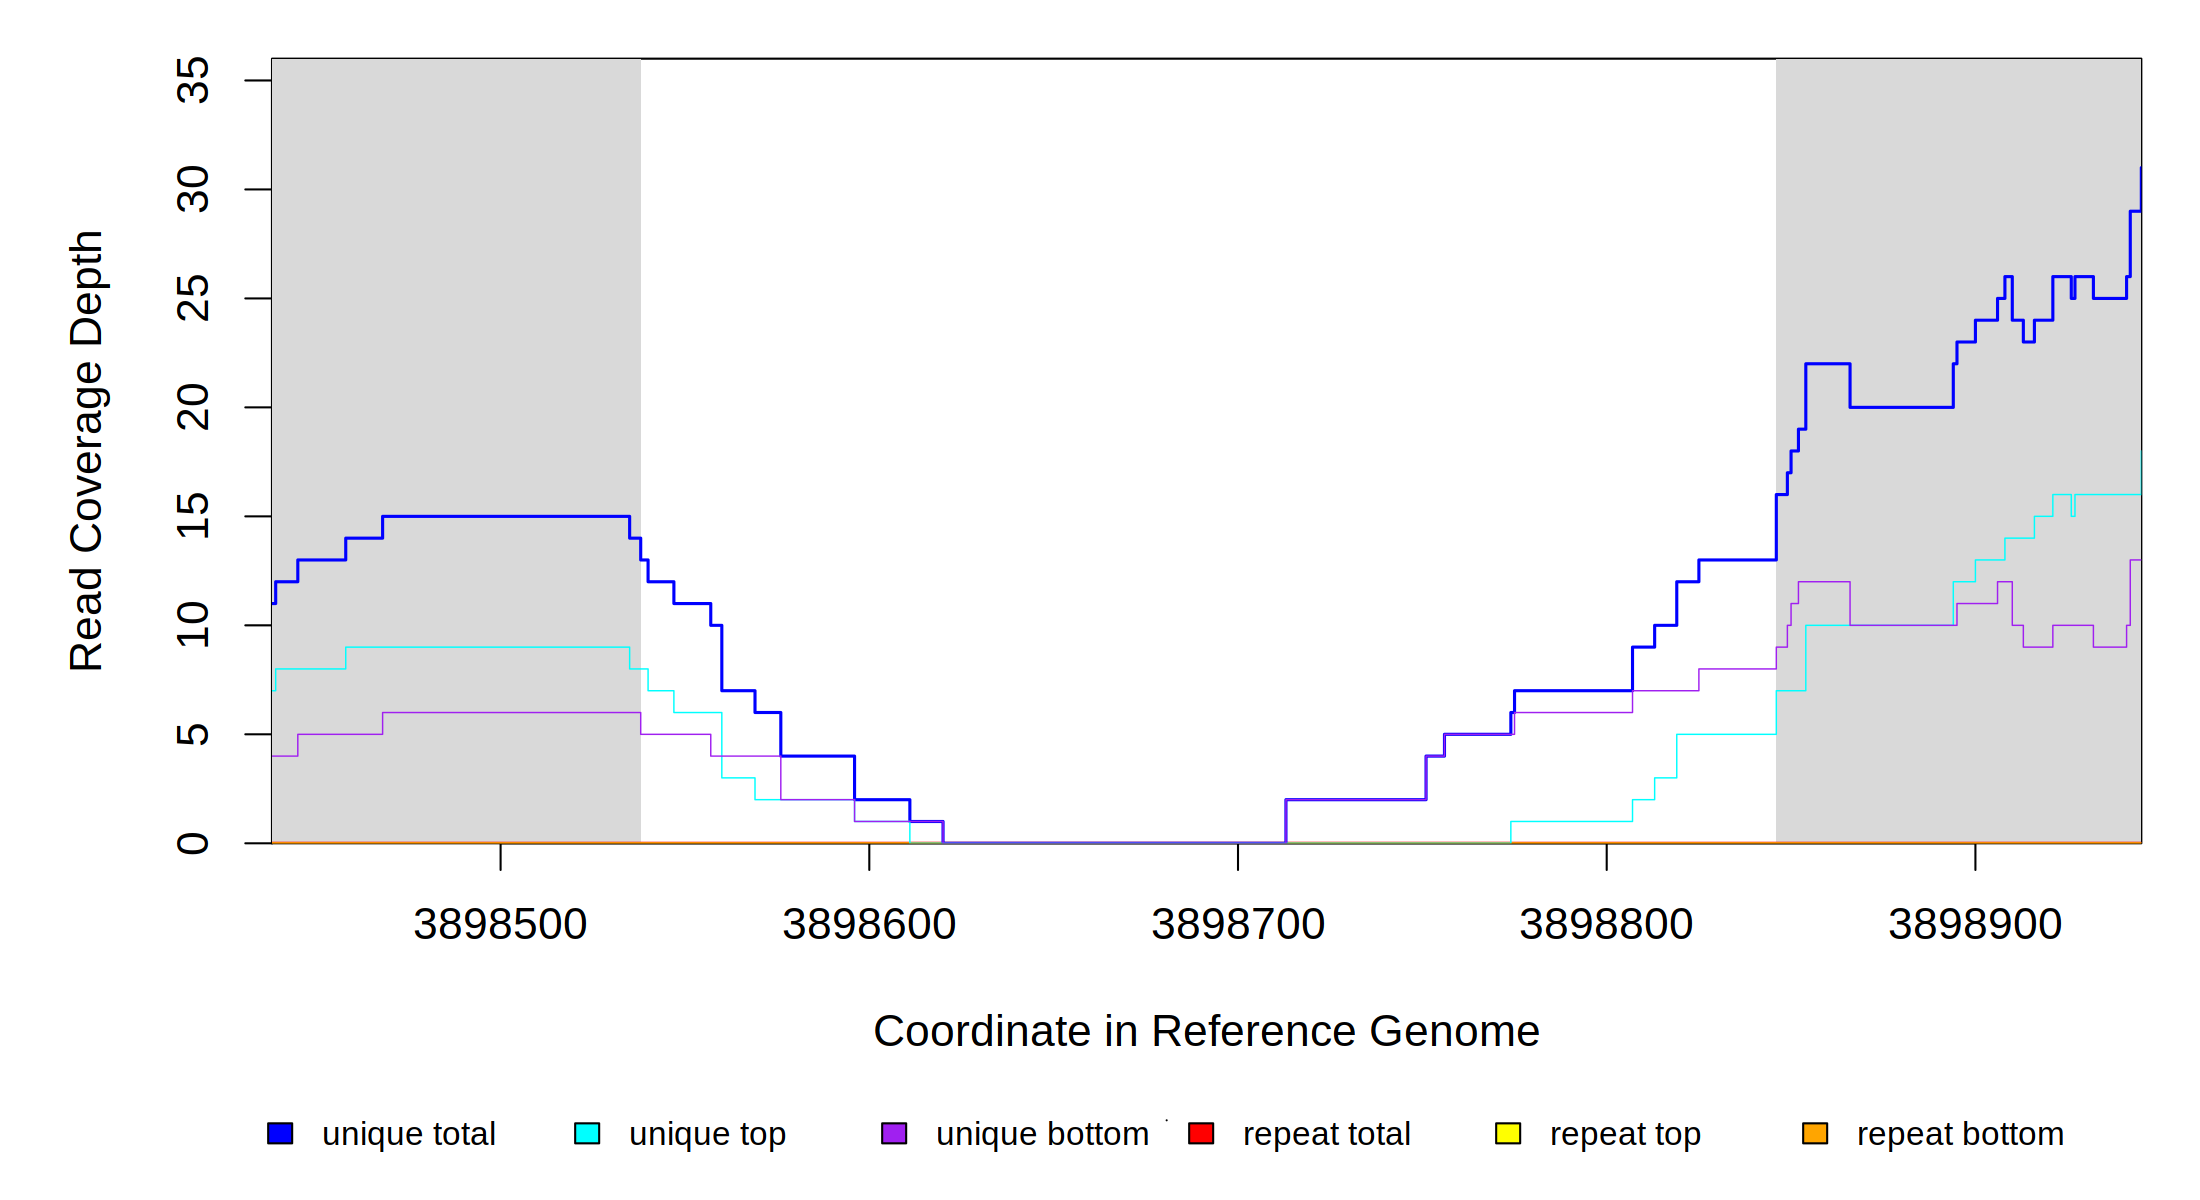 35
30
25
20
15
10
5
0
Read Coverage Depth
3898500 3898600 3898700 3898800 3898900
Coordinate in Reference Genome
unique total unique top unique bottom repeat total repeat top repeat bottom